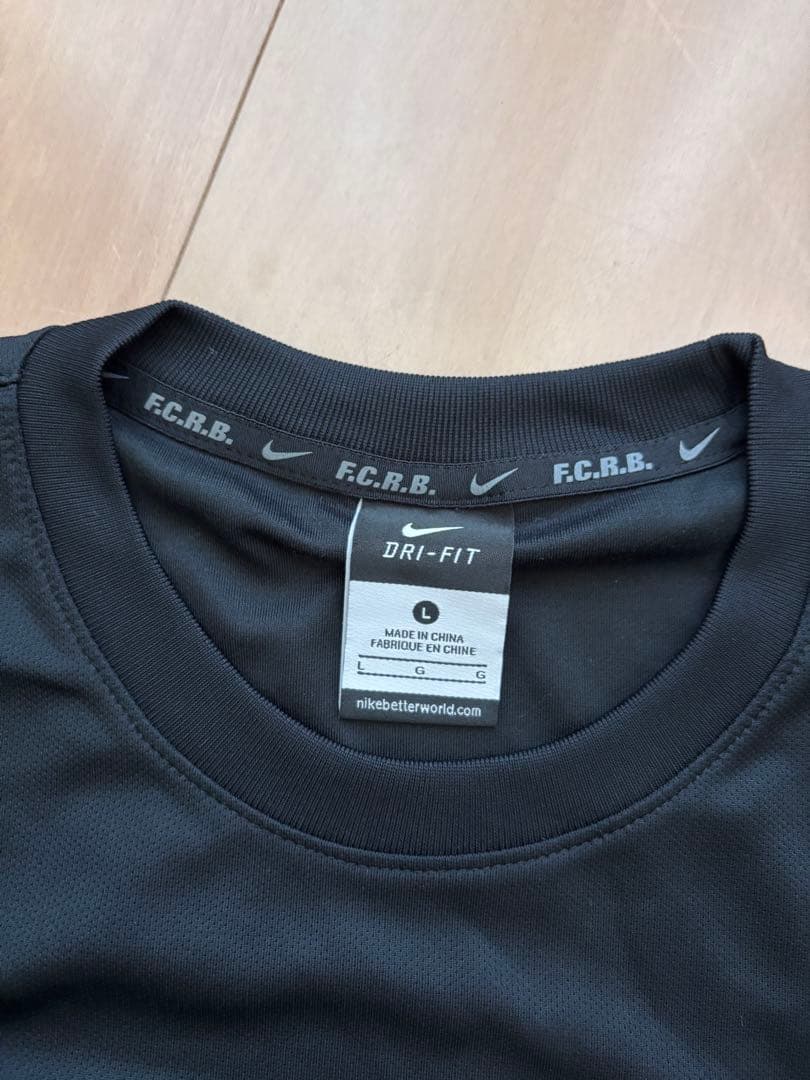 F.C.R.B. F.C.R.B. F.C.R.B.
DRI-FIT
L
MADE IN CHINA
FABRIQUE EN CHINE
L G G
nikebetterworld.com